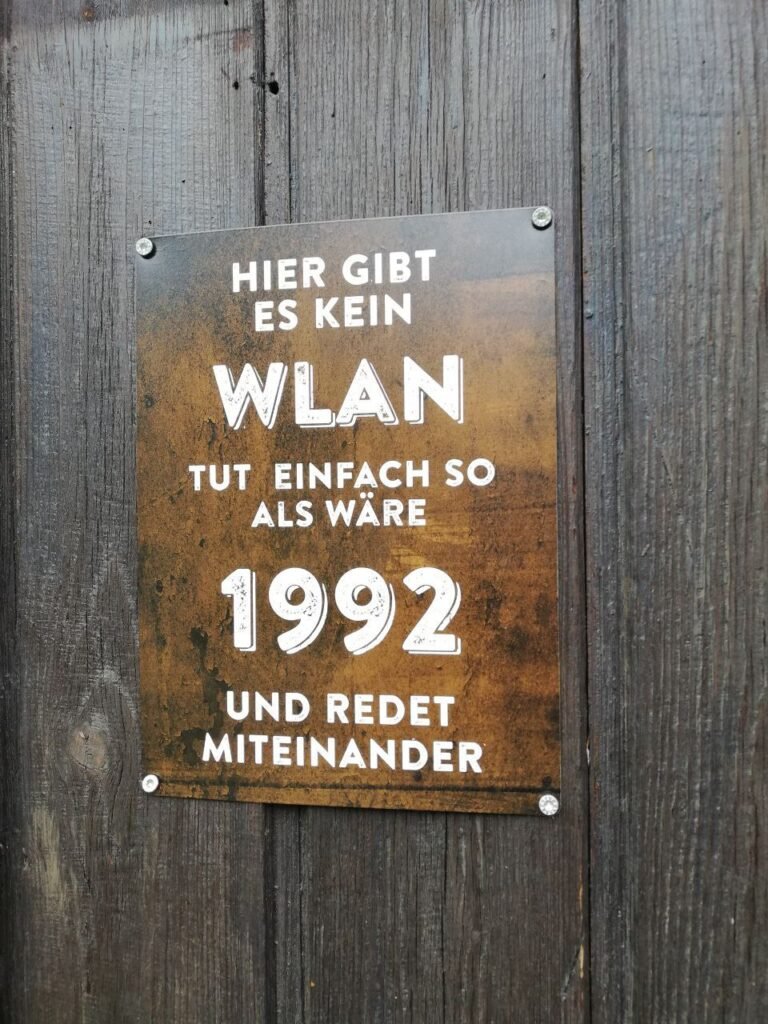 HIER GIBT
ES KEIN
WLAN
TUT EINFACH SO
ALS WÄRE
1992
UND REDET
MITEINANDER